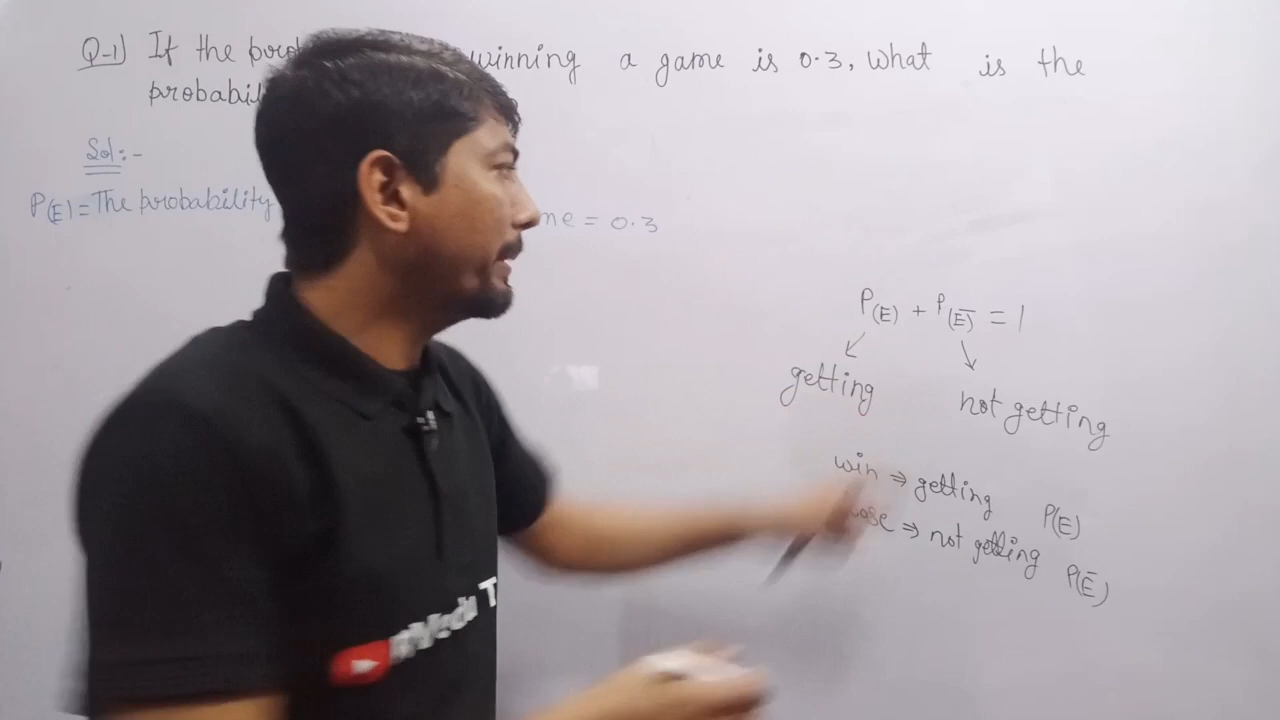 Q-1) If the prob winning a game is 0.3, what is the
probabil
Sol:-
P(E) = The probability me = 0.3
P(E) + P(E̅) = 1
getting not getting
win ⇒ getting P(E)
⇒ not getting P(E̅)